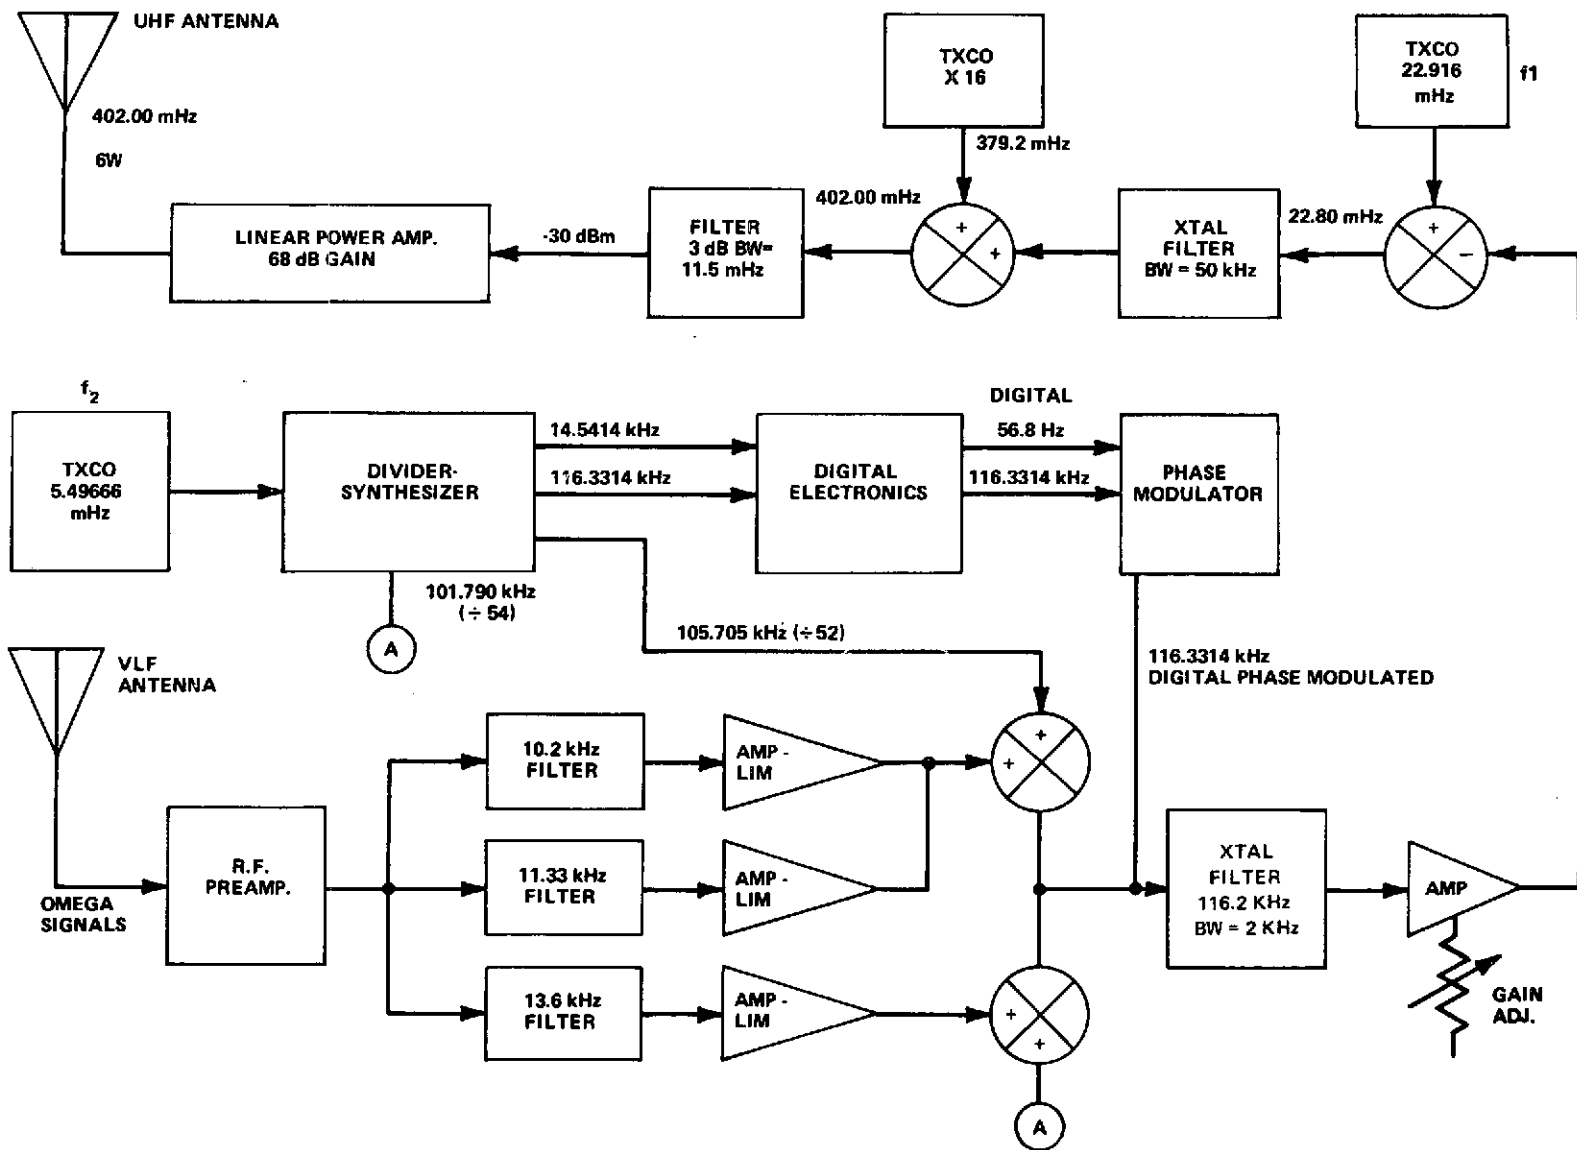 UHF ANTENNA
402.00 mHz
6W
LINEAR POWER AMP.
68 dB GAIN
-30 dBm
FILTER
3 dB BW=
11.5 mHz
402.00 mHz
TXCO
X 16
379.2 mHz
+
+
XTAL
FILTER
BW = 50 kHz
22.80 mHz
TXCO
22.916
mHz
f1
+
−
f2
TXCO
5.49666
mHz
DIVIDER-
SYNTHESIZER
14.5414 kHz
116.3314 kHz
DIGITAL
ELECTRONICS
DIGITAL
56.8 Hz
116.3314 kHz
PHASE
MODULATOR
101.790 kHz
(÷ 54)
A
105.705 kHz (÷52)
116.3314 kHz
DIGITAL PHASE MODULATED
VLF
ANTENNA
OMEGA
SIGNALS
R.F.
PREAMP.
10.2 kHz
FILTER
AMP -
LIM
+
+
11.33 kHz
FILTER
AMP -
LIM
13.6 kHz
FILTER
AMP -
LIM
+
+
A
XTAL
FILTER
116.2 KHz
BW = 2 KHz
AMP
GAIN
ADJ.